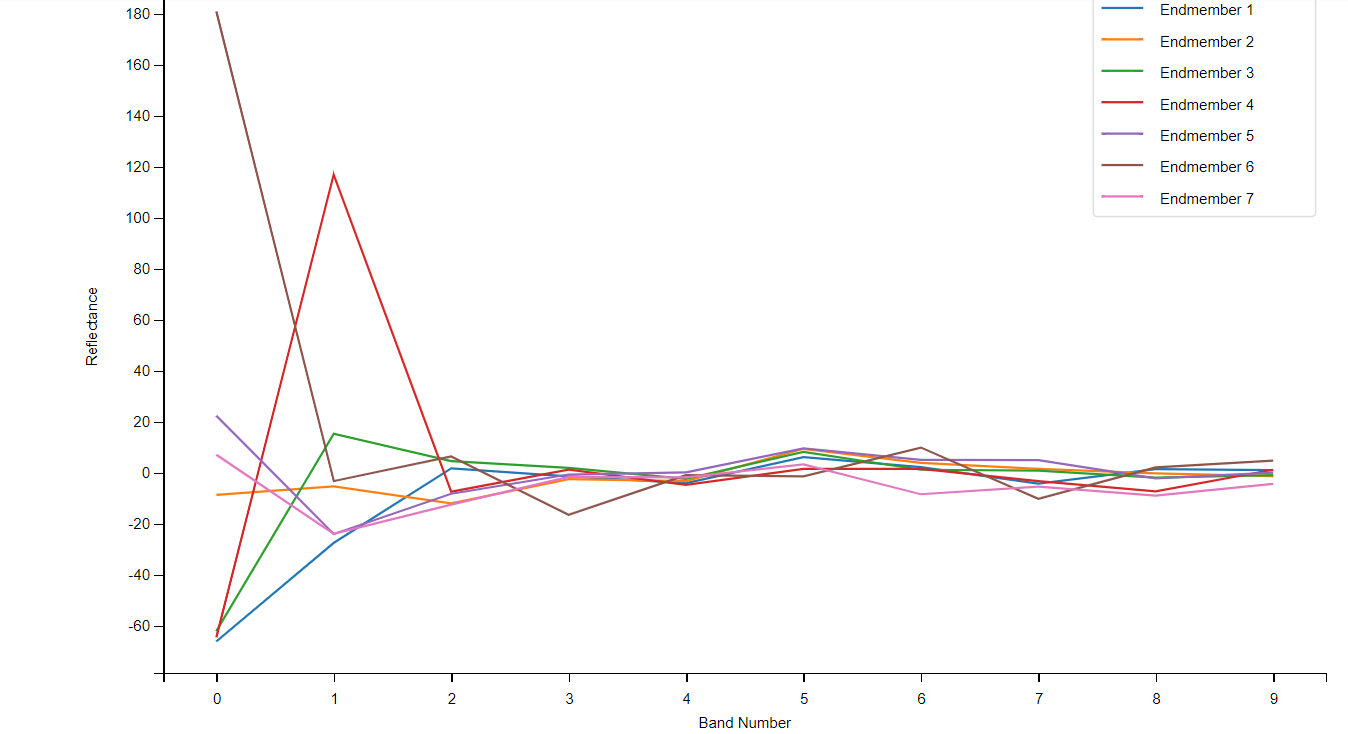 180
160
140
120
100
80
60
40
20
0
-20
-40
-60
Reflectance
0 1 2 3 4 5 6 7 8 9
Band Number
Endmember 1
Endmember 2
Endmember 3
Endmember 4
Endmember 5
Endmember 6
Endmember 7